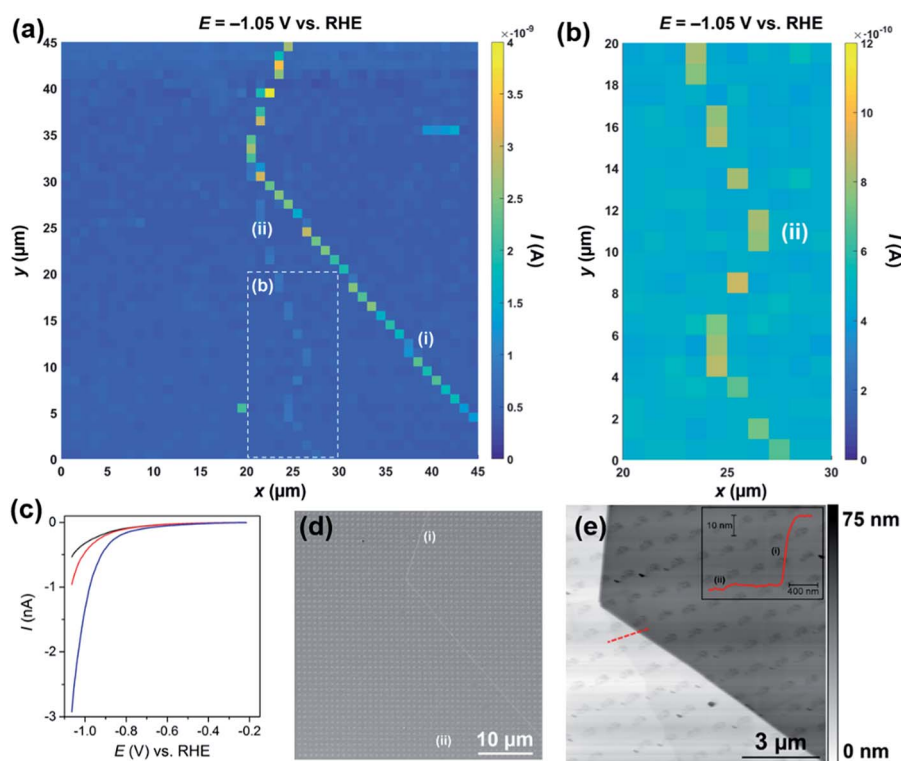 (a)
E = –1.05 V vs. RHE
×10⁻⁹
45
40
35
30
25
20
15
10
5
0
y (μm)
0 5 10 15 20 25 30 35 40 45
x (μm)
(ii)
(b)
(i)
4
3.5
3
2.5
2
1.5
1
0.5
0
I (A)
(b)
E = –1.05 V vs. RHE
×10⁻¹⁰
20
18
16
14
12
10
8
6
4
2
0
y (μm)
20 25 30
x (μm)
(ii)
12
10
8
6
4
2
0
I (A)
(c)
0
-1
-2
-3
I (nA)
-1.0 -0.8 -0.6 -0.4 -0.2
E (V) vs. RHE
(d)
(i)
(ii)
10 μm
(e)
10 nm
(i)
(ii)
400 nm
3 μm
75 nm
0 nm